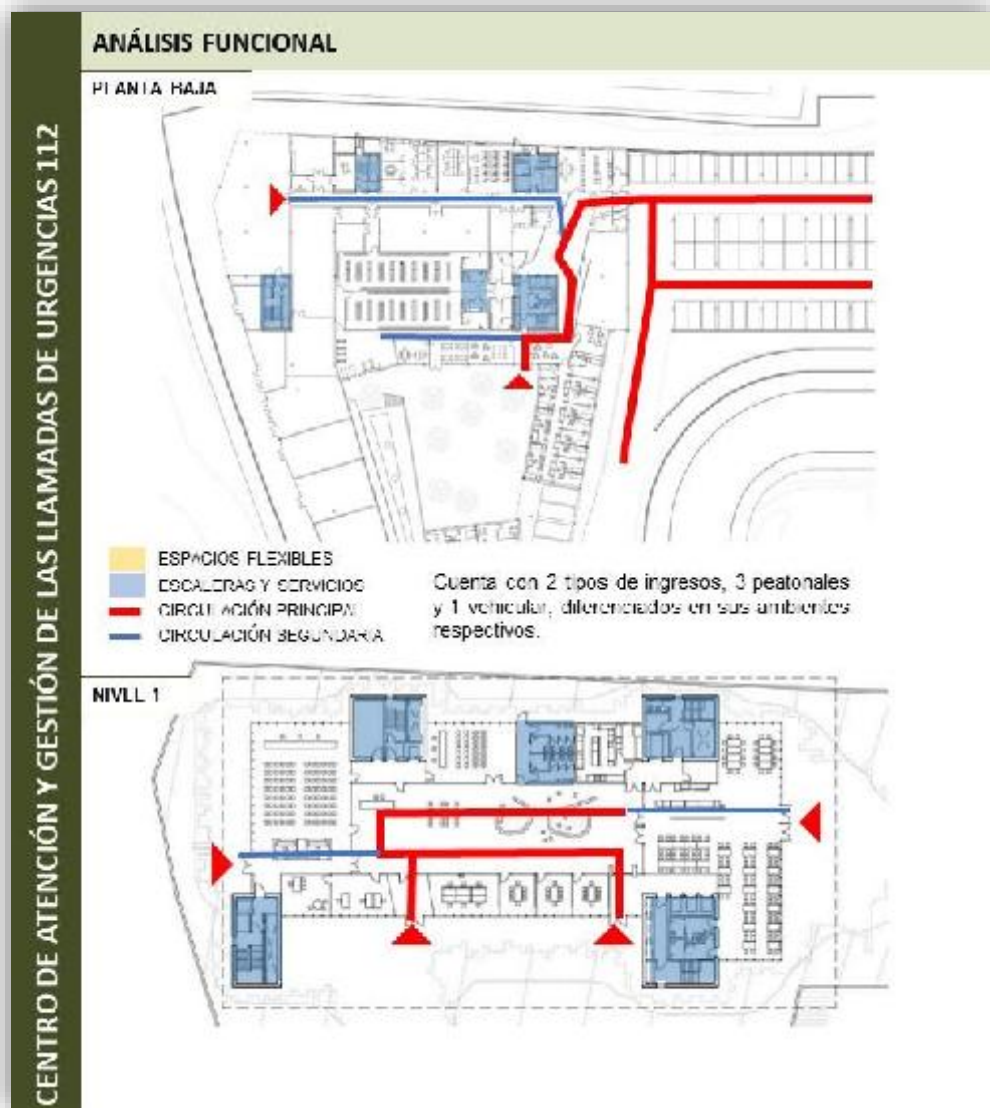 ANÁLISIS FUNCIONAL
CENTRO DE ATENCIÓN Y GESTIÓN DE LAS LLAMADAS DE URGENCIAS 112
PLANTA BAJA
ESPACIOS FLEXIBLES
ESCALERAS Y SERVICIOS
CIRCULACIÓN PRINCIPAL
CIRCULACIÓN SEGUNDARIA
Cuenta con 2 tipos de ingresos, 3 peatonales
y 1 vehicular, diferenciados en sus ambientes
respectivos.
NIVEL 1